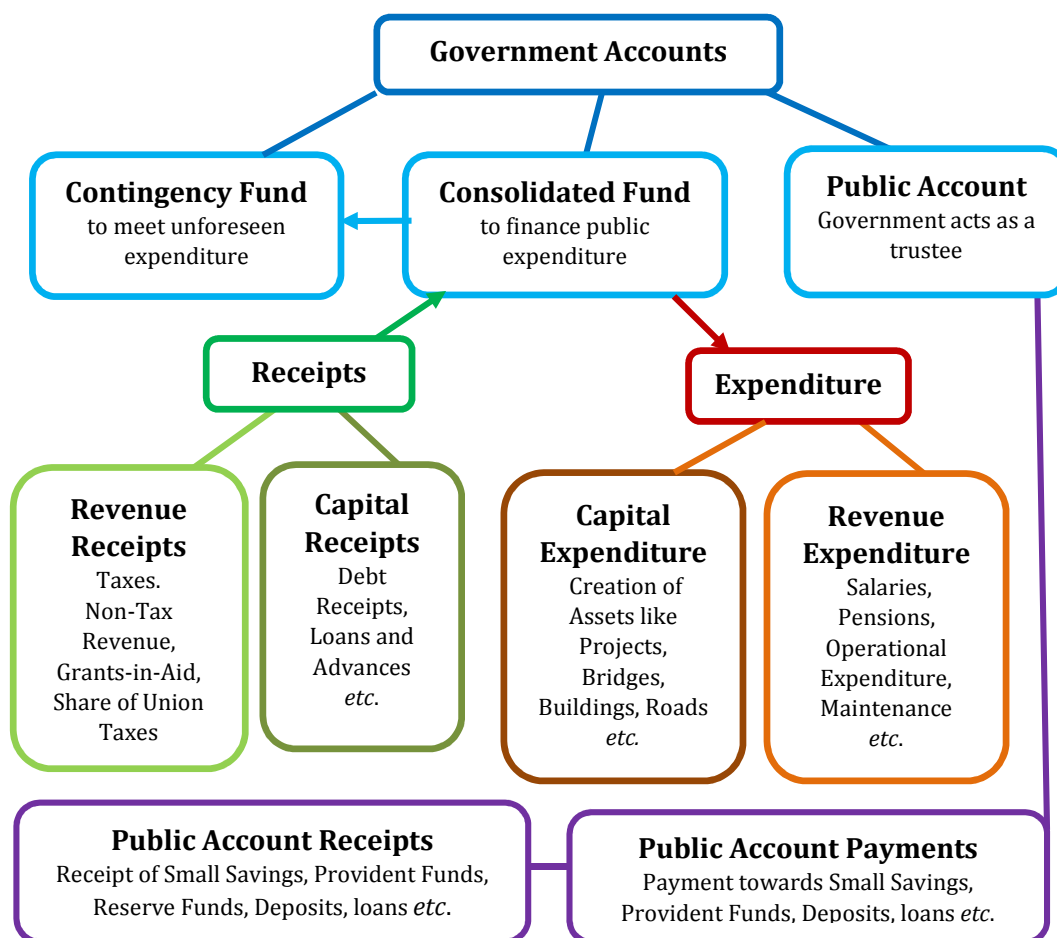 Government Accounts
Contingency Fund
to meet unforeseen
expenditure
Consolidated Fund
to finance public
expenditure
Public Account
Government acts as a
trustee
Receipts
Expenditure
Revenue
Receipts
Taxes.
Non-Tax
Revenue,
Grants-in-Aid,
Share of Union
Taxes
Capital
Receipts
Debt
Receipts,
Loans and
Advances
etc.
Capital
Expenditure
Creation of
Assets like
Projects,
Bridges,
Buildings, Roads
etc.
Revenue
Expenditure
Salaries,
Pensions,
Operational
Expenditure,
Maintenance
etc.
Public Account Receipts
Receipt of Small Savings, Provident Funds,
Reserve Funds, Deposits, loans etc.
Public Account Payments
Payment towards Small Savings,
Provident Funds, Deposits, loans etc.